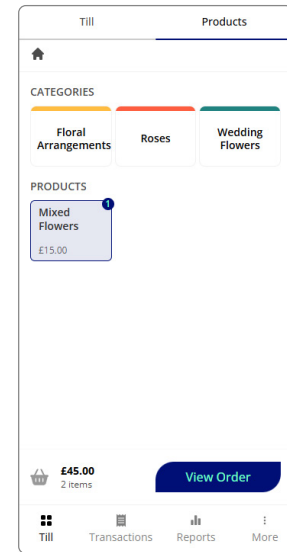 Till Products
CATEGORIES
Floral
Arrangements
Roses
Wedding
Flowers
PRODUCTS
Mixed
Flowers
1
£15.00
£45.00
2 items
View Order
Till Transactions Reports More